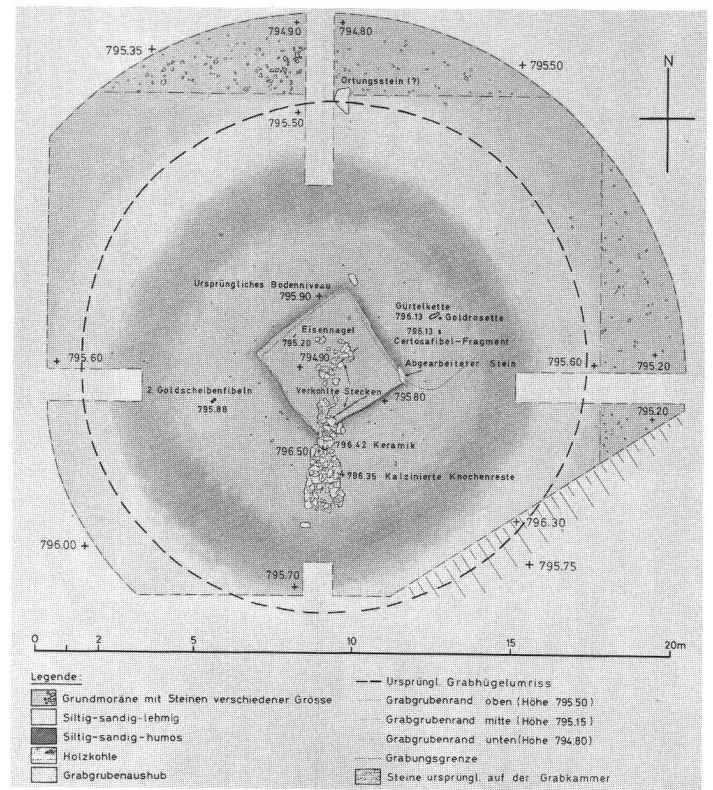 794.90 794.80
795.35
79550
Ortungsstein (?)
N
795.50
Ursprüngliches Bodenniveau
795.90
Gürtelkette
796.13 Goldrosette
796.13
Certosafibel-Fragment
Eisennagel
795.20
794.90
795.60
795.60
795.20
Abgearbeiterer Stein
2 Goldscheibenfibeln
795.88
Verkohlte Stecken
795.80
795.20
796.42 Keramik
796.50
796.35 Kalzinierte Knochenreste
796.30
796.00
795.75
795.70
0 2 5 10 15 20m
Legende:
Grundmoräne mit Steinen verschiedener Grösse
Siltig-sandig-lehmig
Siltig-sandig-humos
Holzkohle
Grabgrubenaushub
Ursprüngl. Grabhügelumriss
Grabgrubenrand oben (Höhe 795.50)
Grabgrubenrand mitte (Höhe 795.15)
Grabgrubenrand unten (Höhe 794.80)
Grabungsgrenze
Steine ursprüngl. auf der Grabkammer